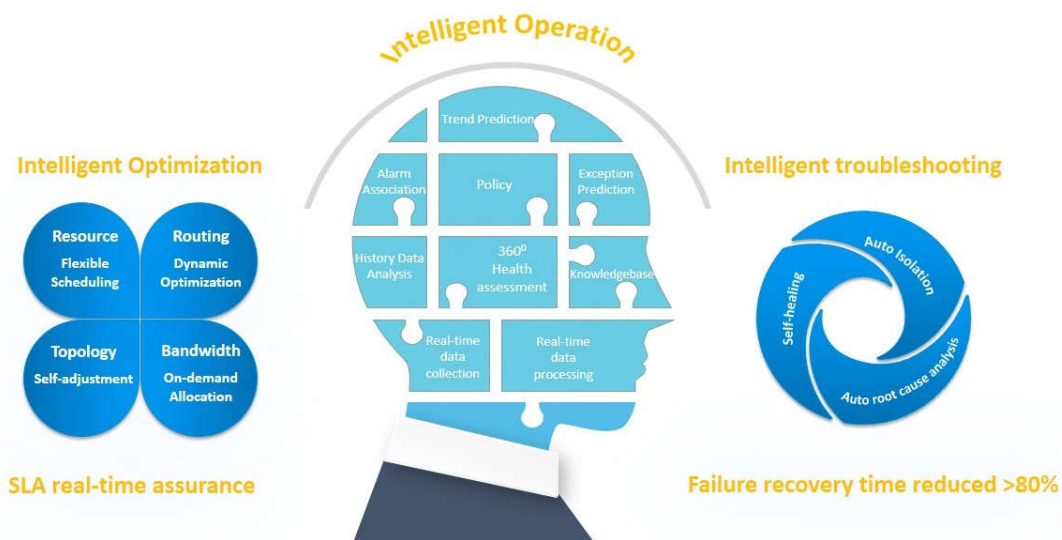 Intelligent Operation
Intelligent Optimization
Resource
Flexible
Scheduling
Routing
Dynamic
Optimization
Topology
Self-adjustment
Bandwidth
On-demand
Allocation
SLA real-time assurance
Trend Prediction
Alarm
Association
Policy
Exception
Prediction
History Data
Analysis
360⁰
Health
assessment
Knowledgebase
Real-time
data
collection
Real-time
data
processing
Intelligent troubleshooting
Auto Isolation
Self-healing
Auto root cause analysis
Failure recovery time reduced >80%